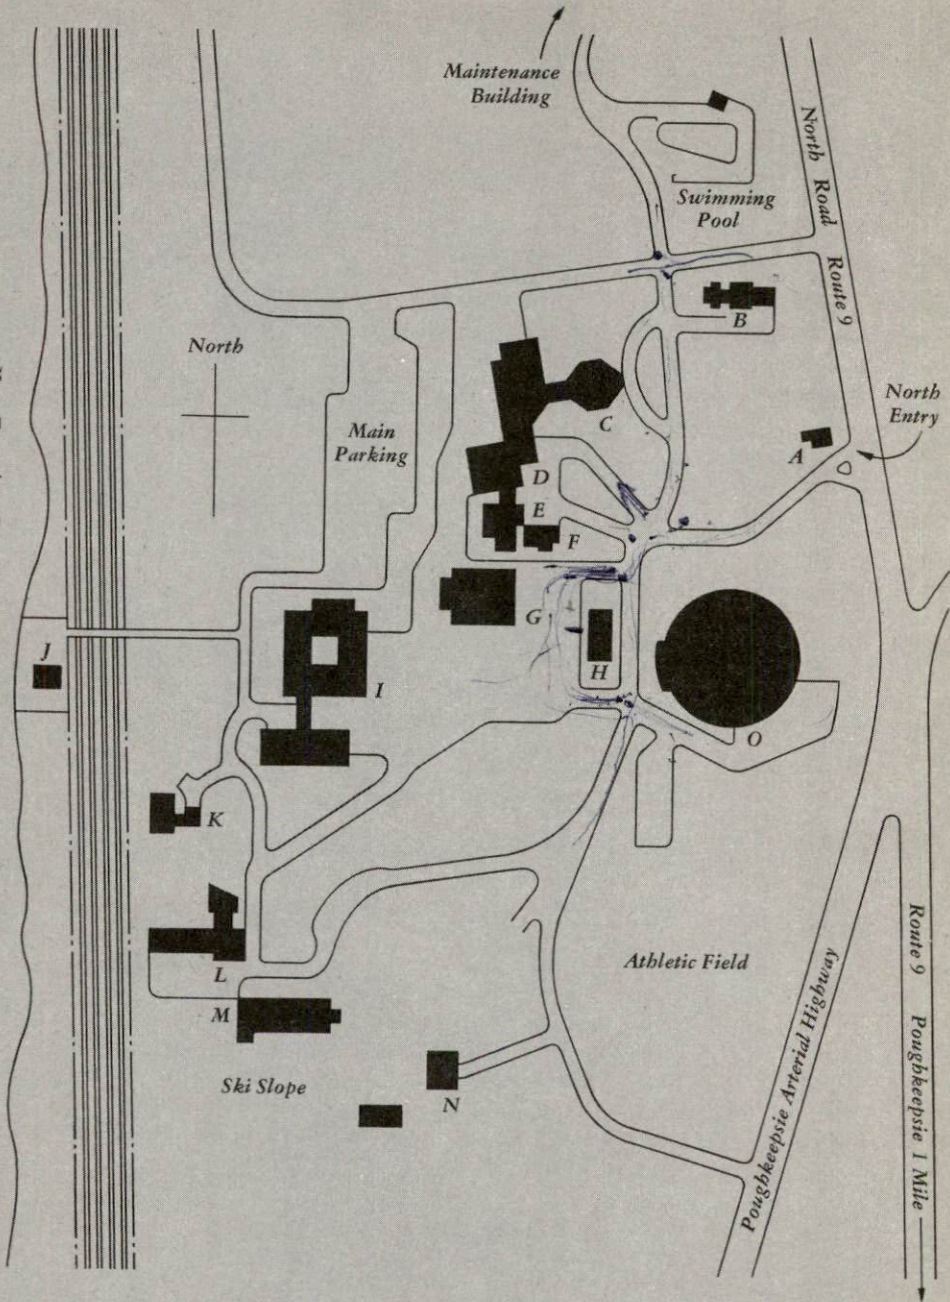 Maintenance
Building
North Road
Route 9
Swimming
Pool
B
North
North
Entry
C
Main
Parking
A
D
E
F
G
J
H
I
O
K
Route 9 Poughkeepsie 1 Mile
L
Athletic Field
Poughkeepsie Arterial Highway
M
Ski Slope
N